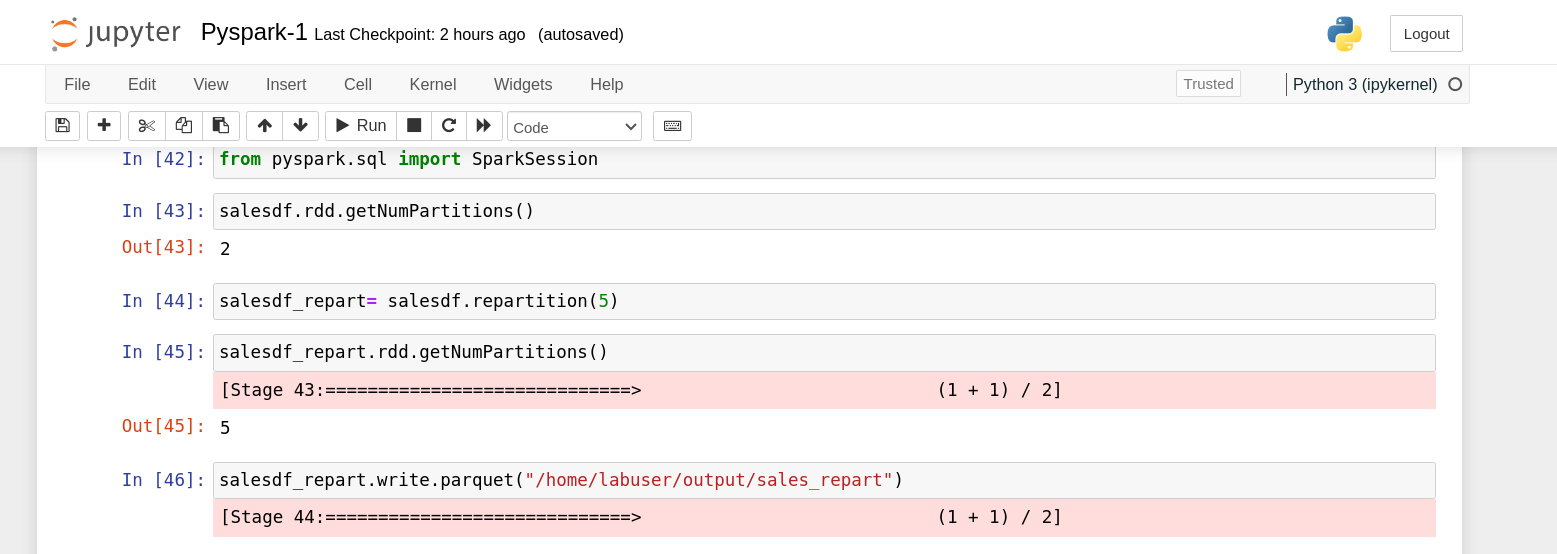 jupyter Pyspark-1 Last Checkpoint: 2 hours ago (autosaved) Logout
File Edit View Insert Cell Kernel Widgets Help Trusted Python 3 (ipykernel)
Run Code
In [42]: from pyspark.sql import SparkSession
In [43]: salesdf.rdd.getNumPartitions()
Out[43]: 2
In [44]: salesdf_repart= salesdf.repartition(5)
In [45]: salesdf_repart.rdd.getNumPartitions()
[Stage 43:=============================> (1 + 1) / 2]
Out[45]: 5
In [46]: salesdf_repart.write.parquet("/home/labuser/output/sales_repart")
[Stage 44:=============================> (1 + 1) / 2]